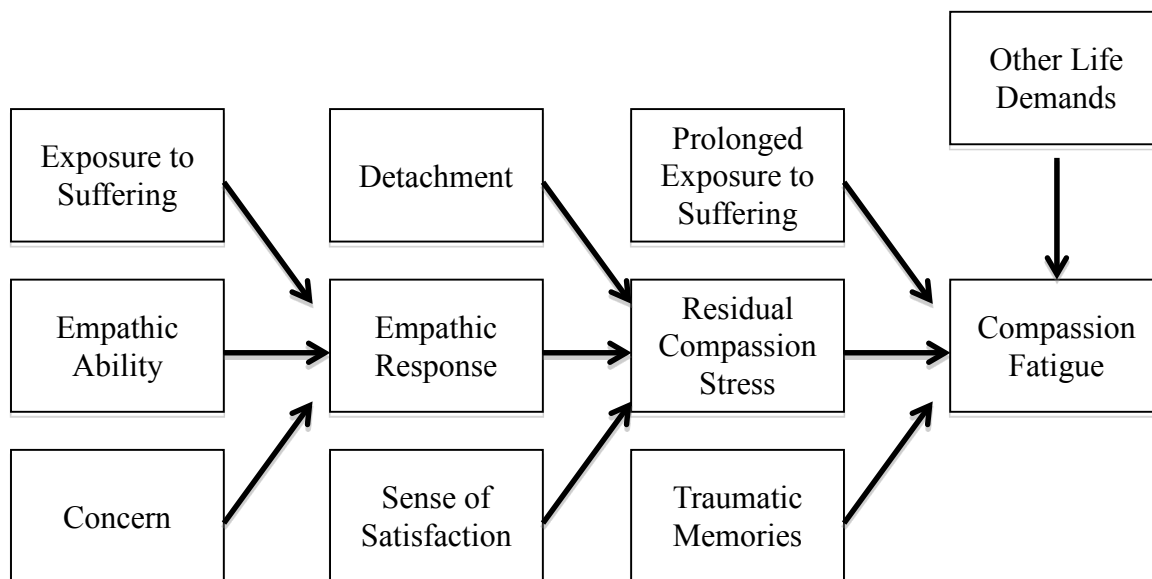 Other Life
Demands
Exposure to
Suffering
Detachment
Prolonged
Exposure to
Suffering
Empathic
Ability
Empathic
Response
Residual
Compassion
Stress
Compassion
Fatigue
Concern
Sense of
Satisfaction
Traumatic
Memories